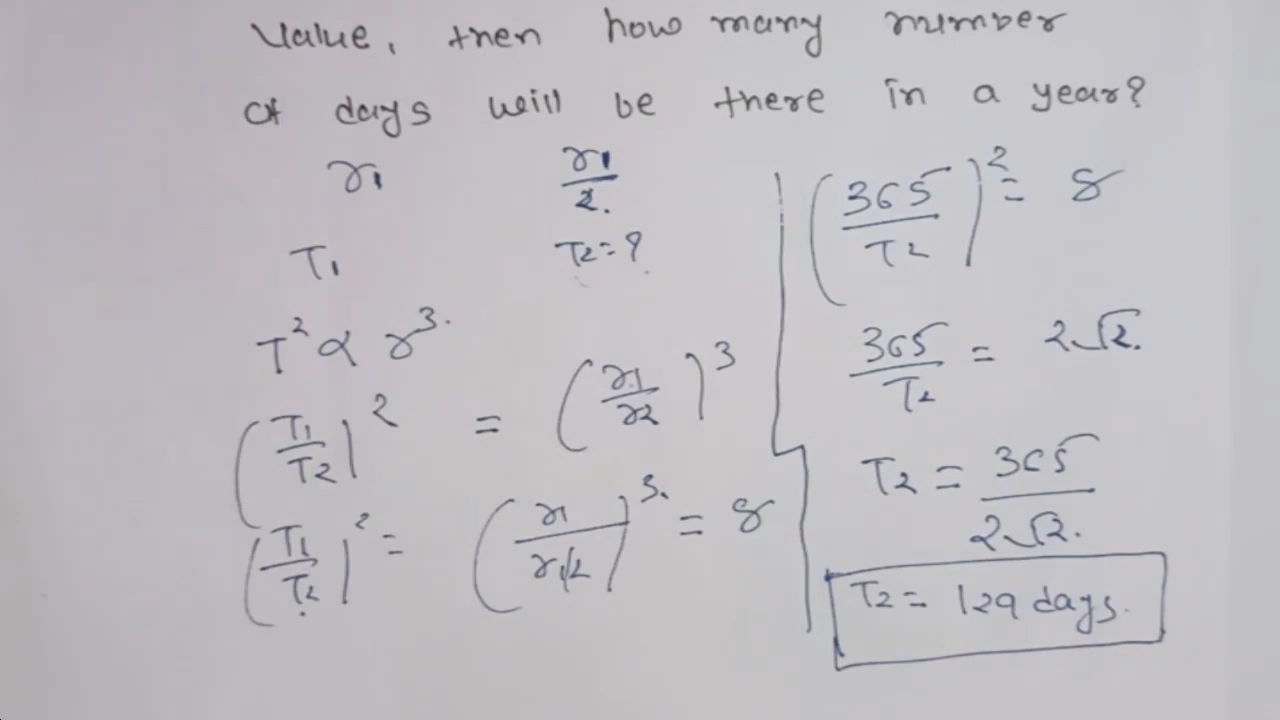 Value, then how many number
of days will be there in a year?
r1 r1/2.
T1 T2=?
T² ∝ r³.
(T1/T2)² = (r1/r2)³
(T1/T2)² = (r1/r1/2)³. = 8
(365/T2)² = 8
365/T2 = 2√2.
T2 = 365/2√2.
T2 = 129 days.